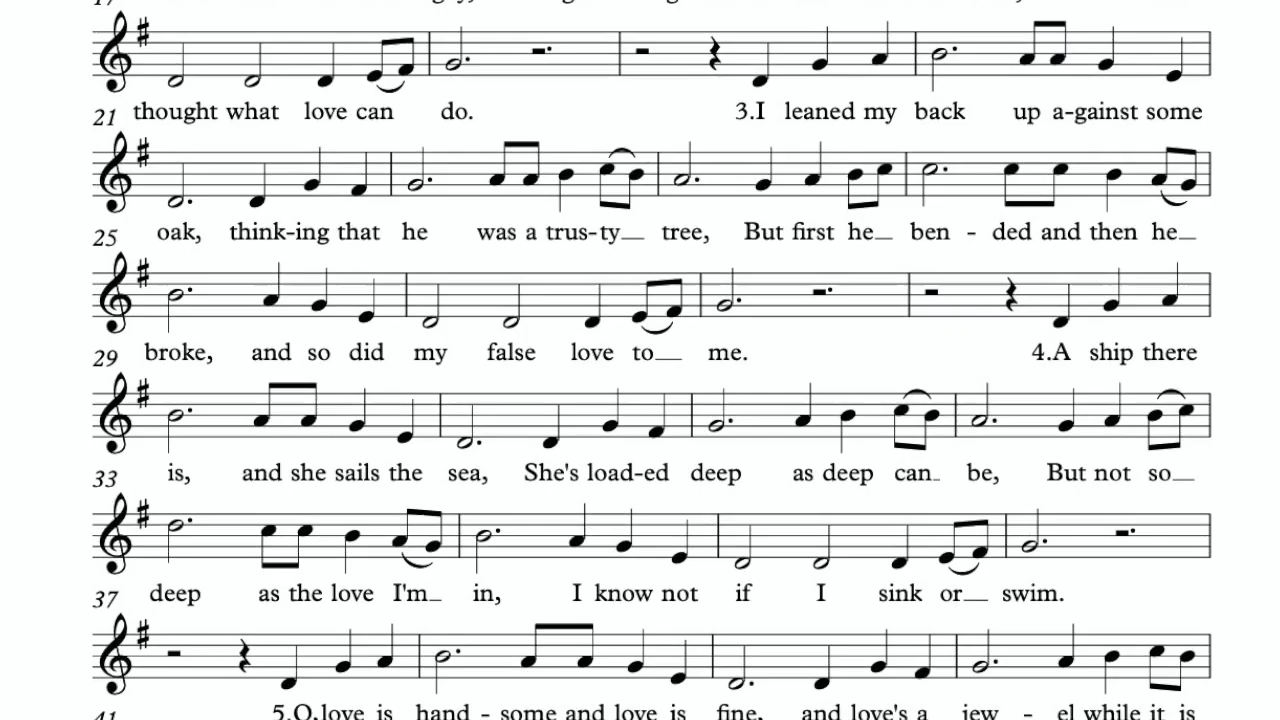 21 thought what love can do. 3.I leaned my back up a-gainst some
25 oak, think-ing that he was a trus-ty tree, But first he ben - ded and then he
29 broke, and so did my false love to me. 4.A ship there
33 is, and she sails the sea, She's load-ed deep as deep can be, But not so
37 deep as the love I'm in, I know not if I sink or swim.
41 5.O, love is hand - some and love is fine, and love's a jew - el while it is